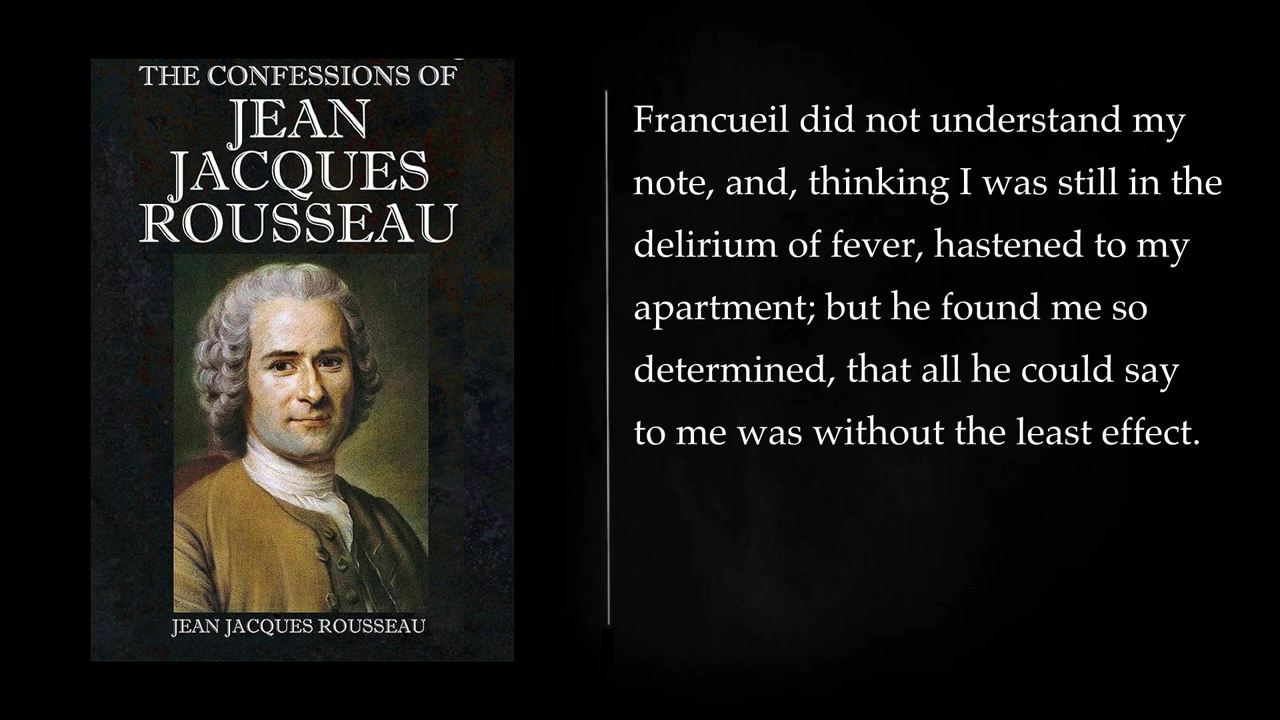 THE CONFESSIONS OF
JEAN
JACQUES
ROUSSEAU
JEAN JACQUES ROUSSEAU
Francueil did not understand my
note, and, thinking I was still in the
delirium of fever, hastened to my
apartment; but he found me so
determined, that all he could say
to me was without the least effect.